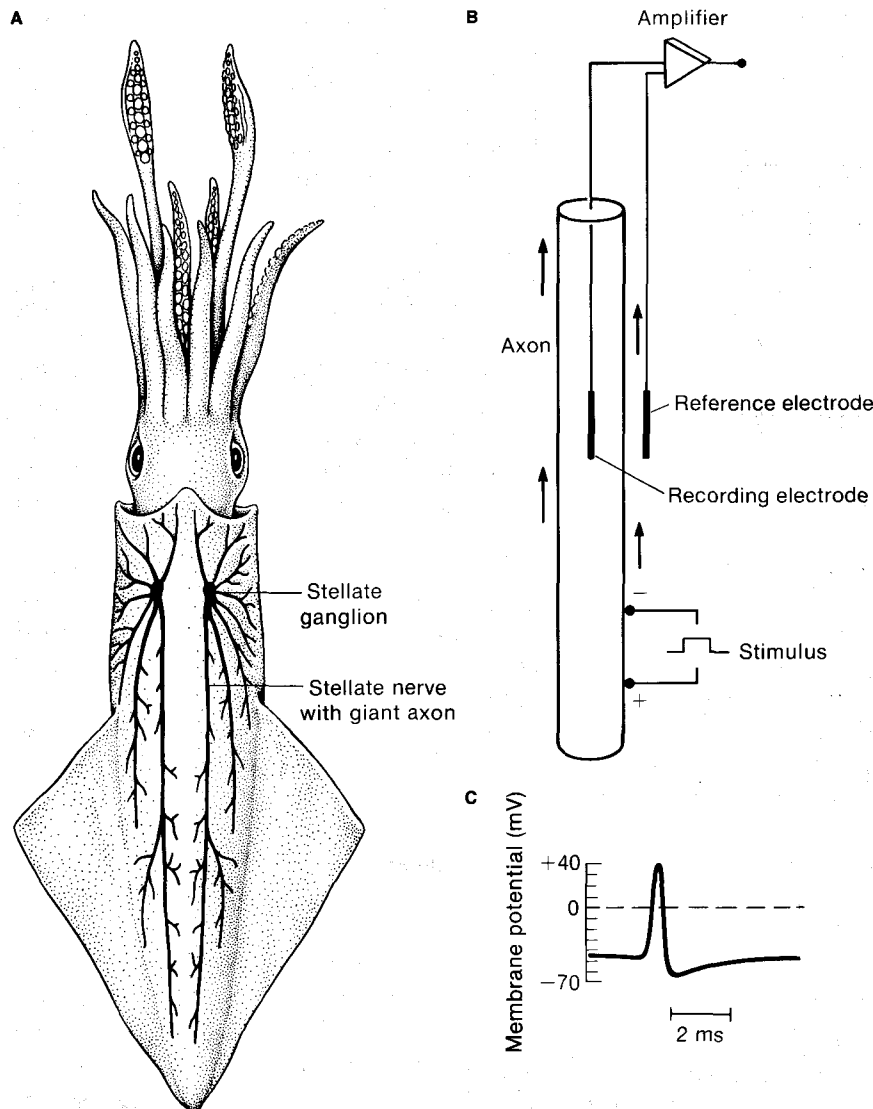 A
Stellate
ganglion
Stellate nerve
with giant axon
B
Amplifier
Axon
Reference electrode
Recording electrode
−
Stimulus
+
C
Membrane potential (mV)
+40
0
−70
2 ms